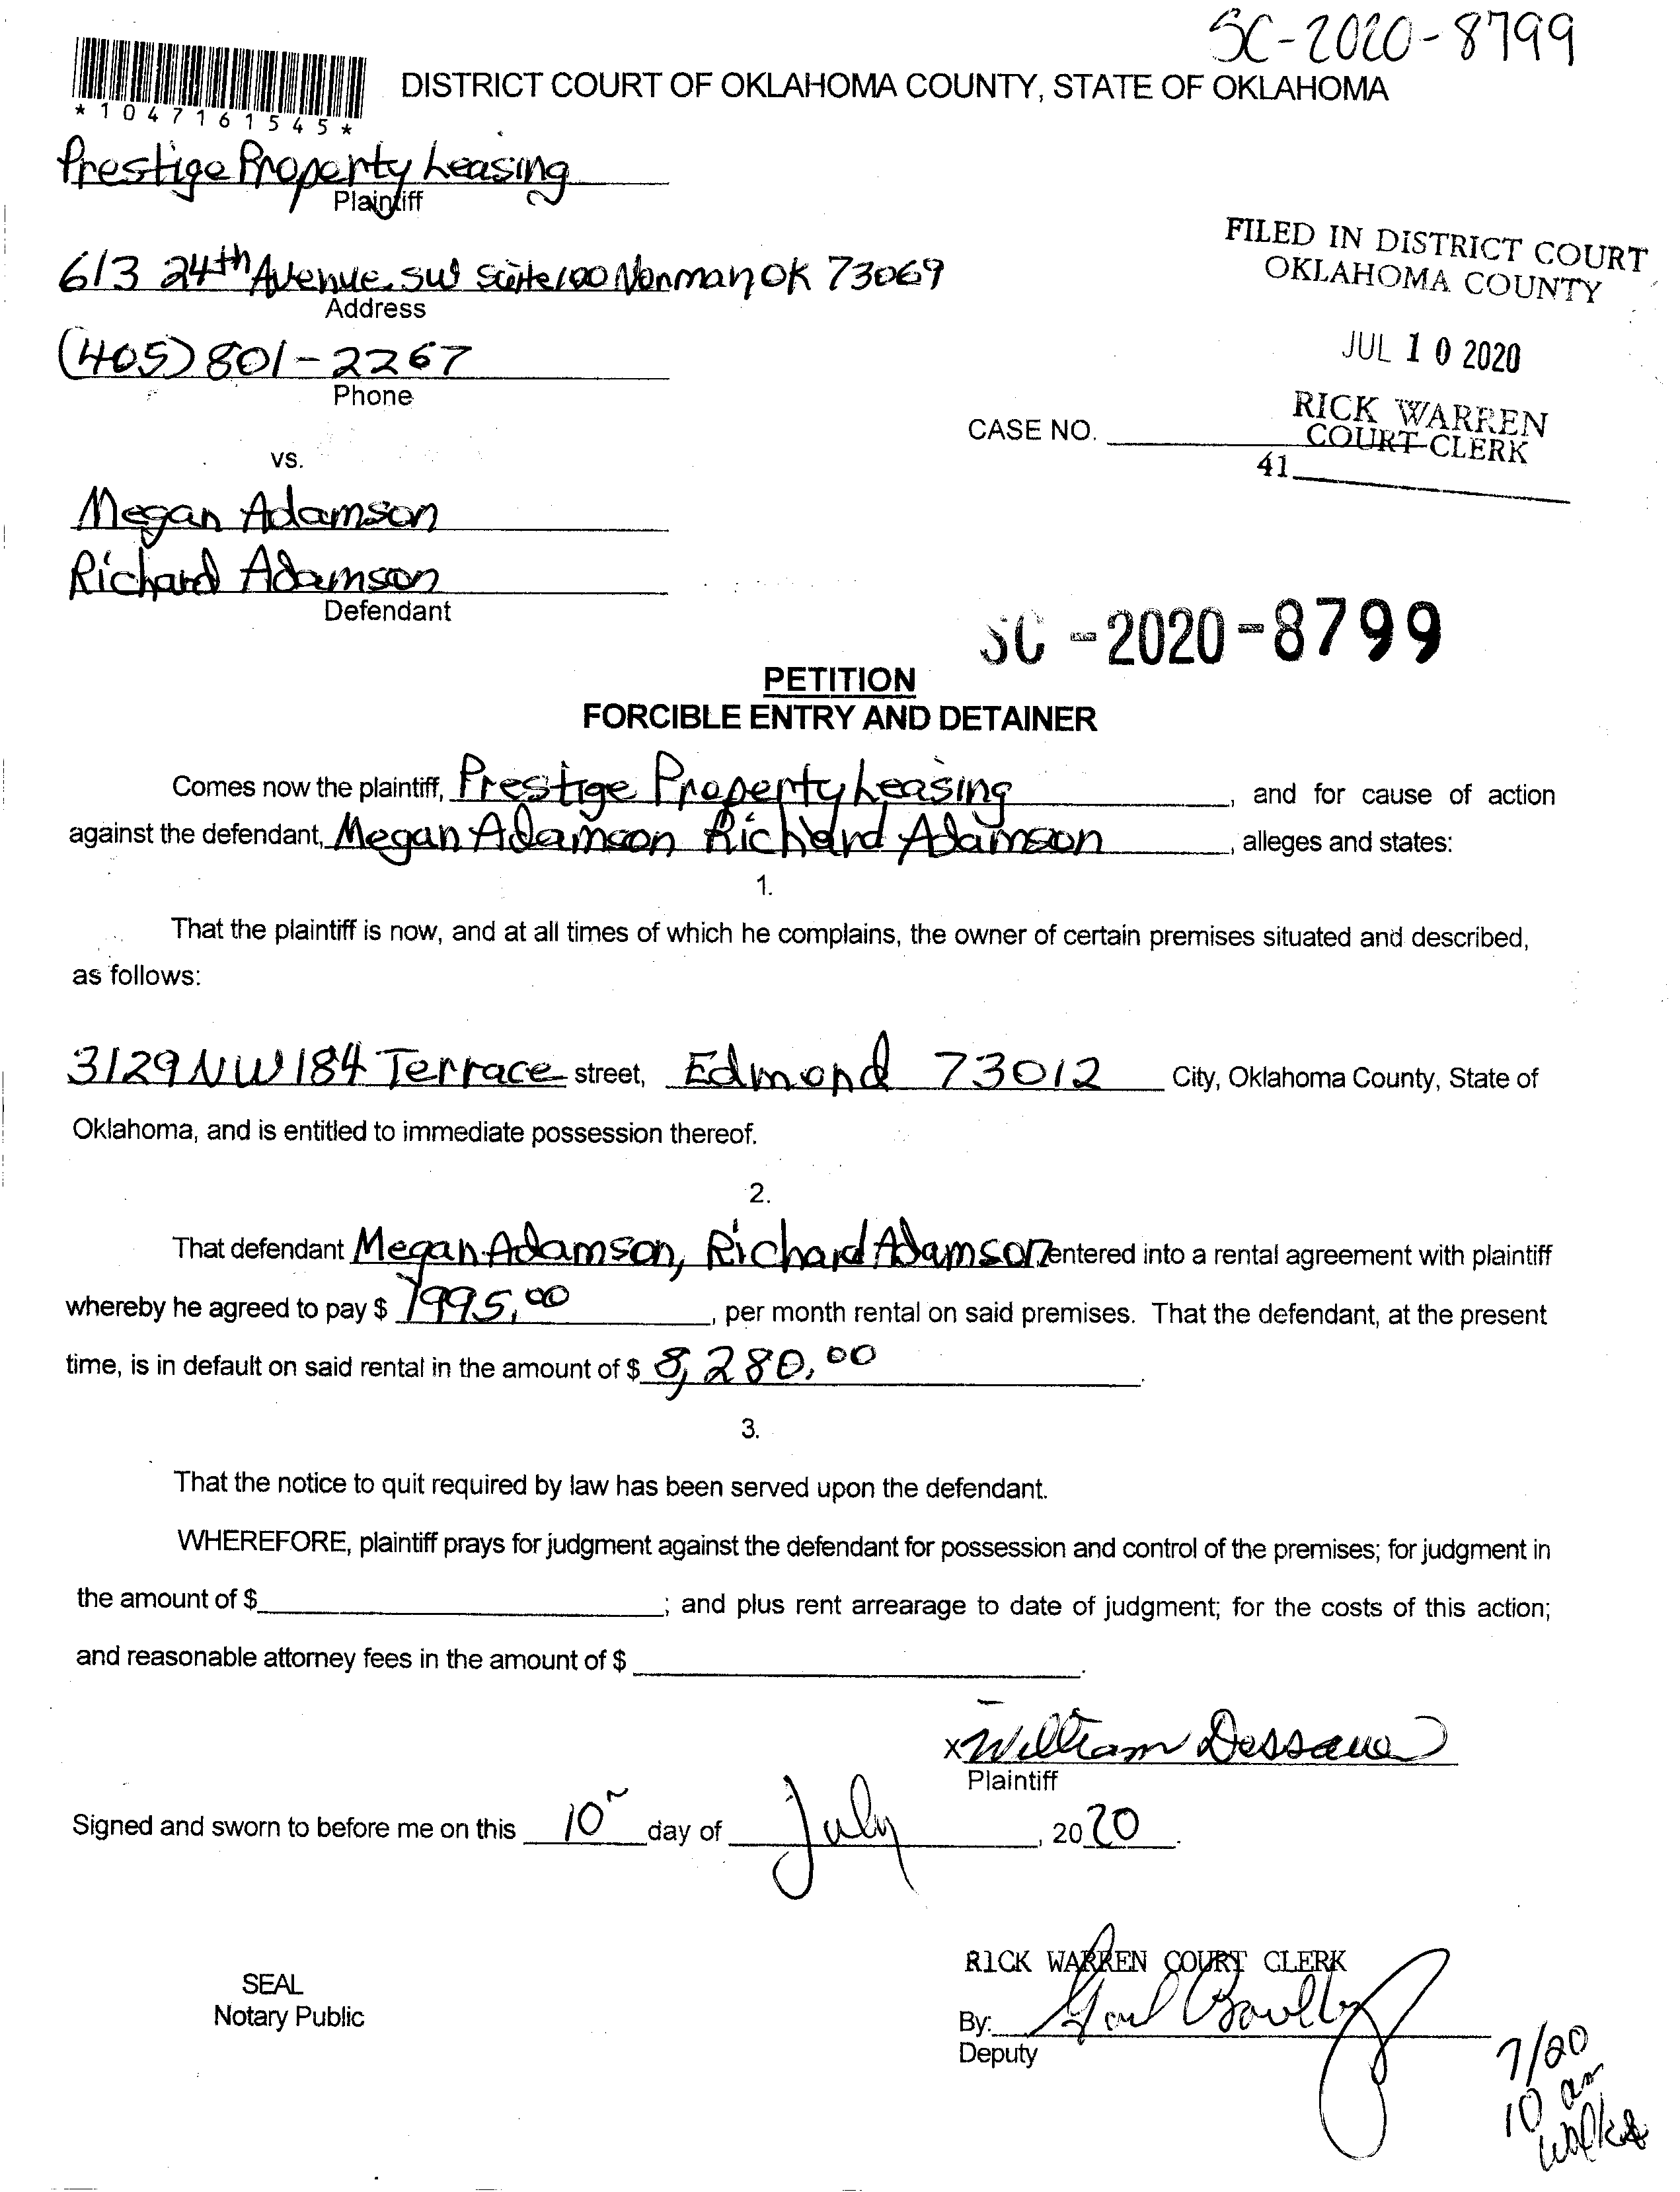 SC-2020-8799
*1047161545*
DISTRICT COURT OF OKLAHOMA COUNTY, STATE OF OKLAHOMA
Prestige Property Leasing
Plaintiff
613 24th Avenue SW Suite 100 Norman OK 73069
Address
(405) 801-2267
Phone
FILED IN DISTRICT COURT
OKLAHOMA COUNTY
JUL 10 2020
RICK WARREN
COURT CLERK
41
CASE NO.
vs.
Megan Adamson
Richard Adamson
Defendant
SC-2020-8799
PETITION
FORCIBLE ENTRY AND DETAINER
Comes now the plaintiff, Prestige Property Leasing, and for cause of action
against the defendant, Megan Adamson Richard Adamson, alleges and states:
1.
That the plaintiff is now, and at all times of which he complains, the owner of certain premises situated and described,
as follows:
3129 NW 184 Terrace street, Edmond 73012 City, Oklahoma County, State of
Oklahoma, and is entitled to immediate possession thereof.
2.
That defendant Megan Adamson, Richard Adamson entered into a rental agreement with plaintiff
whereby he agreed to pay $ 1995.00, per month rental on said premises. That the defendant, at the present
time, is in default on said rental in the amount of $ 8,280.00.
3.
That the notice to quit required by law has been served upon the defendant.
WHEREFORE, plaintiff prays for judgment against the defendant for possession and control of the premises; for judgment in
the amount of $ ; and plus rent arrearage to date of judgment; for the costs of this action;
and reasonable attorney fees in the amount of $ .
x William
Plaintiff
Signed and sworn to before me on this 10 day of July, 2020.
SEAL
Notary Public
RICK WARREN COURT CLERK
By:
Deputy
7/20
10 am